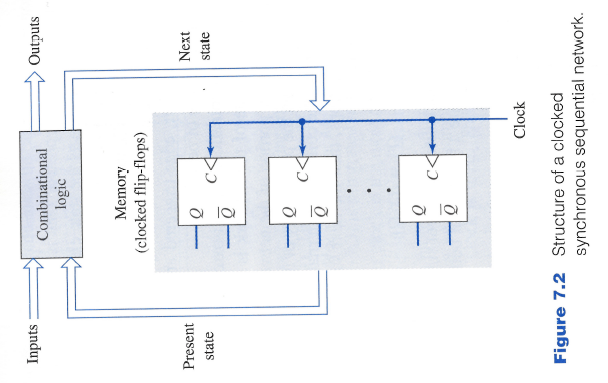 Inputs
Combinational
logic
Outputs
Present
state
Next
state
Memory
(clocked flip-flops)
Q
Q
C
Q
Q
C
. . .
Q
Q
C
Clock
Figure 7.2 Structure of a clocked
synchronous sequential network.